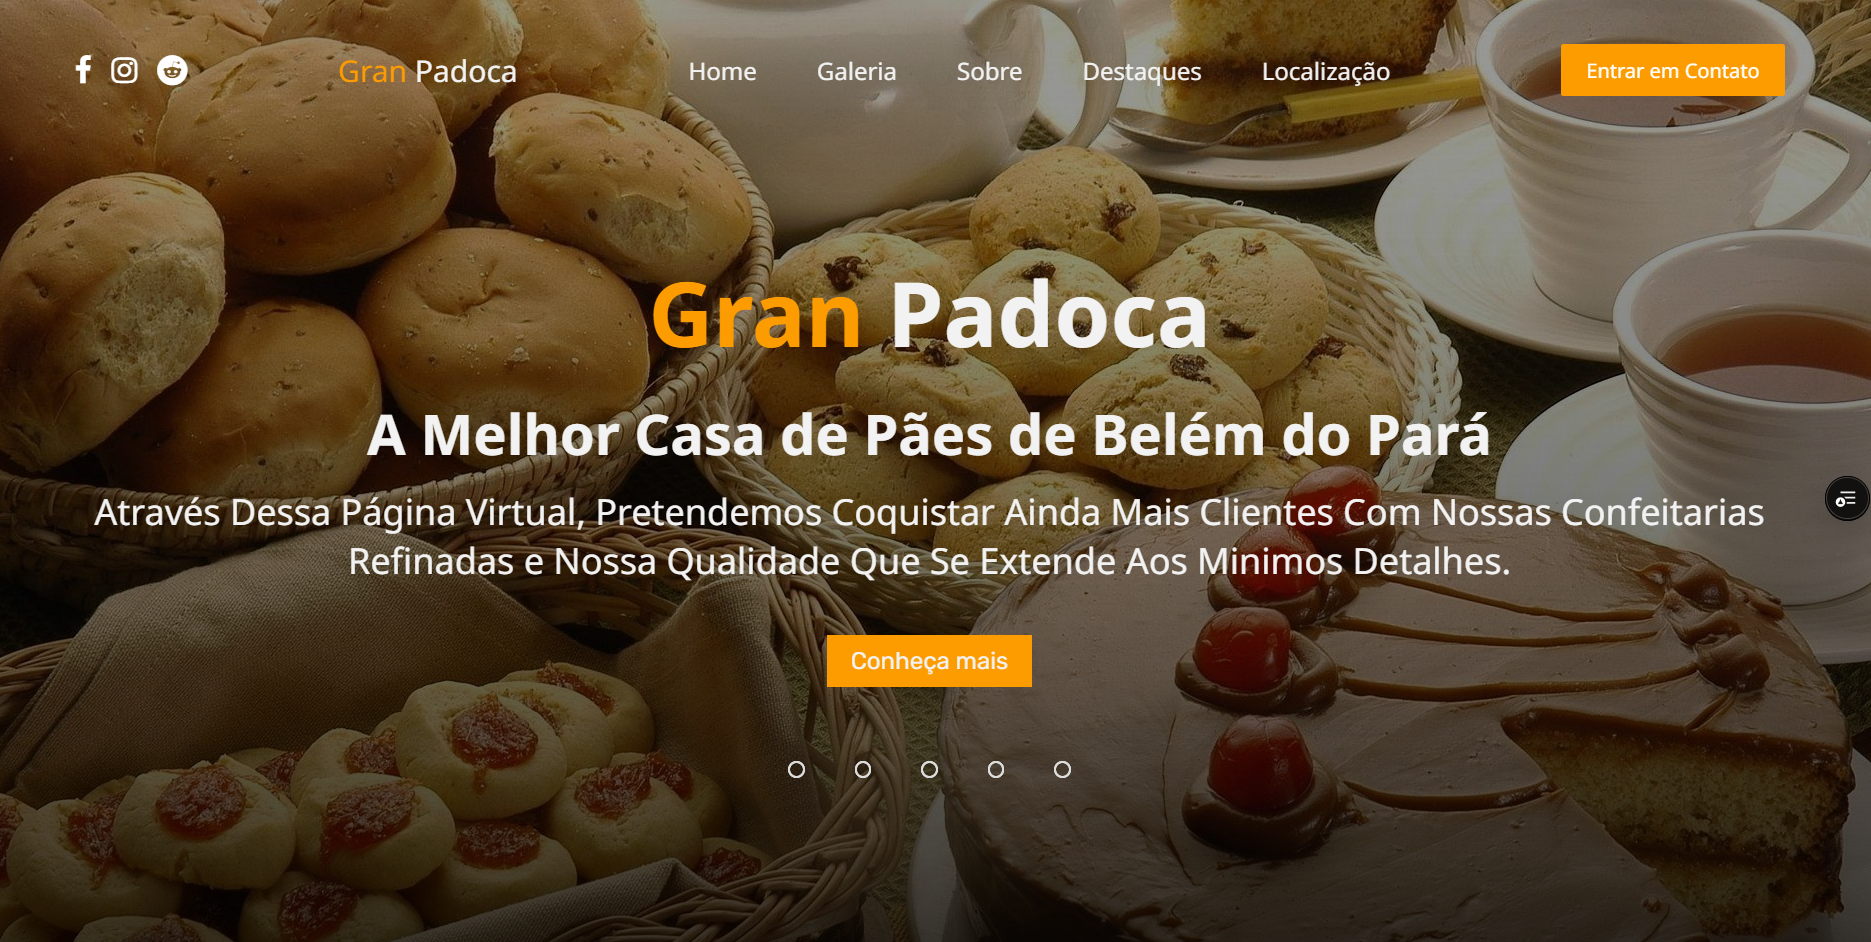 Gran Padoca
Home
Galeria
Sobre
Destaques
Localização
Entrar em Contato
Gran Padoca
A Melhor Casa de Pães de Belém do Pará
Através Dessa Página Virtual, Pretendemos Coquistar Ainda Mais Clientes Com Nossas Confeitarias
Refinadas e Nossa Qualidade Que Se Extende Aos Minimos Detalhes.
Conheça mais